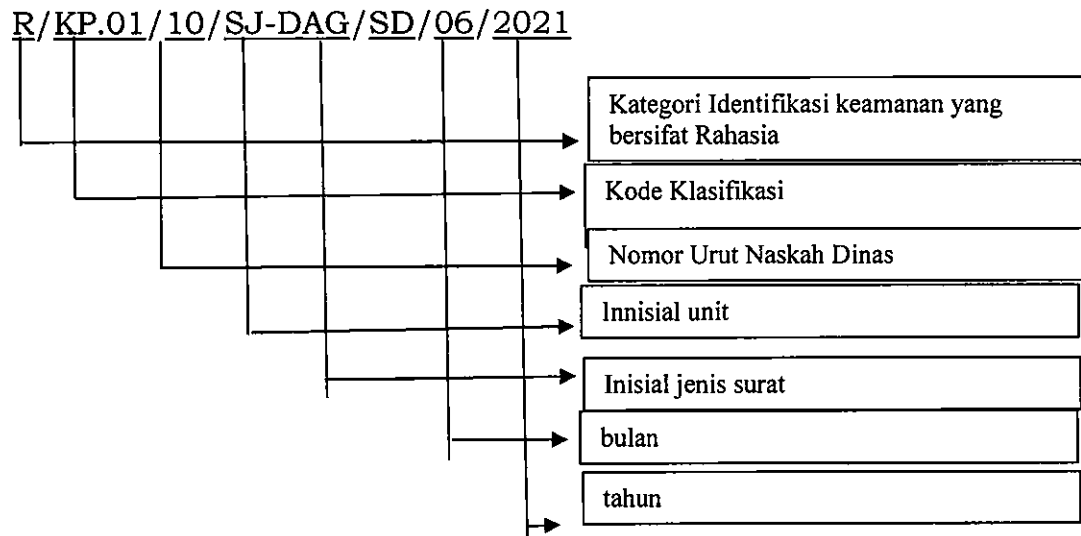 R/KP.01/10/SJ-DAG/SD/06/2021
Kategori Identifikasi keamanan yang
bersifat Rahasia
Kode Klasifikasi
Nomor Urut Naskah Dinas
Innisial unit
Inisial jenis surat
bulan
tahun